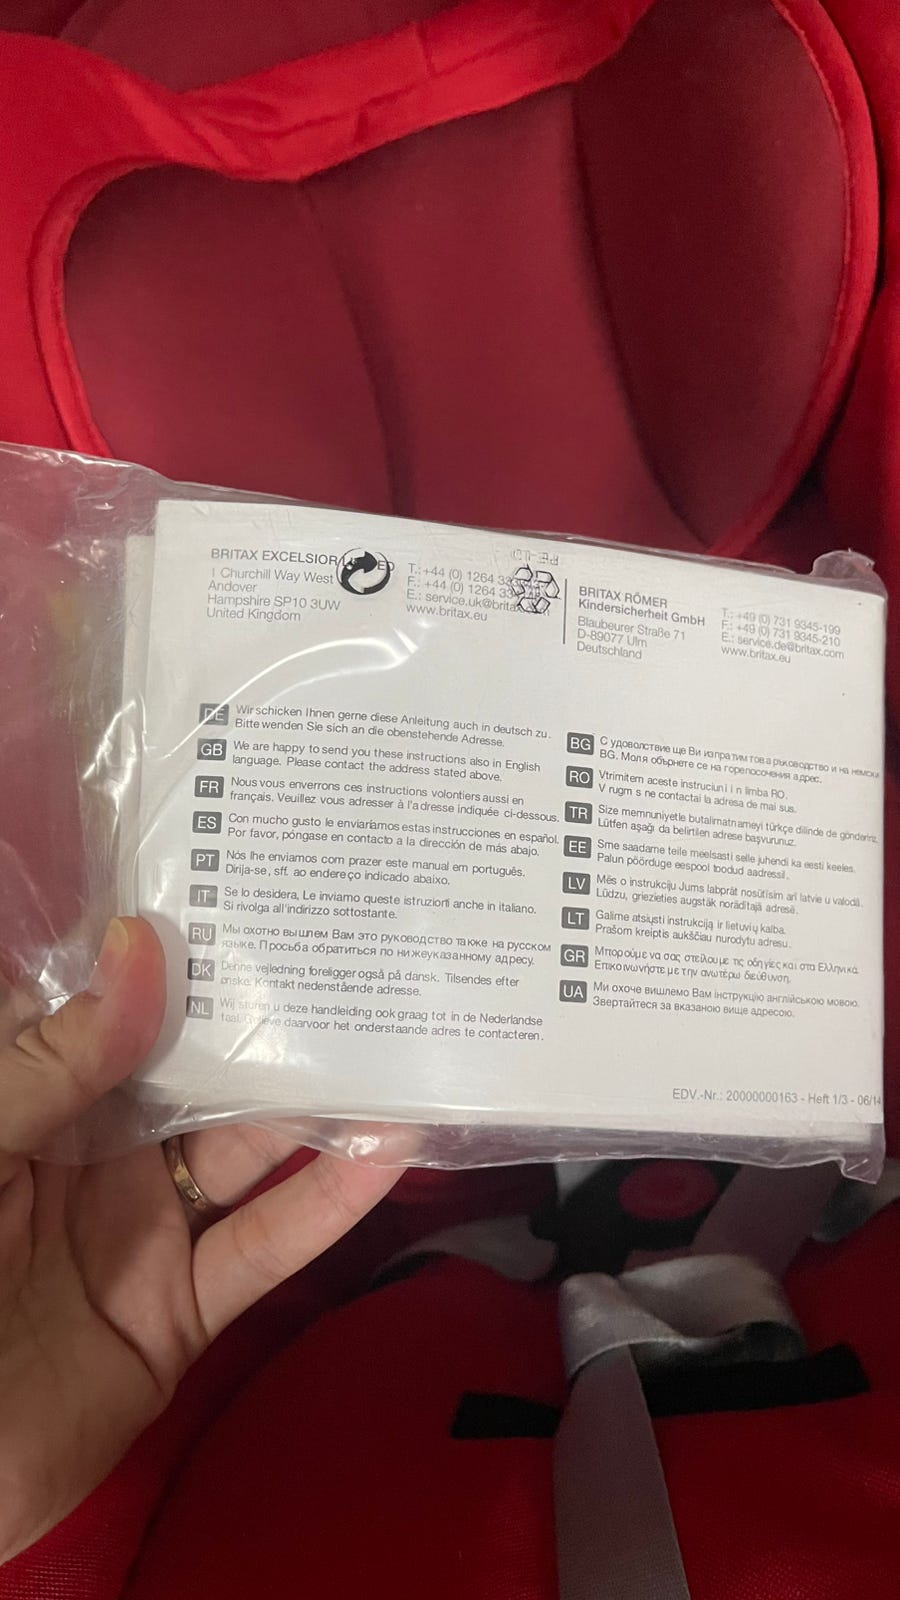 BRITAX EXCELSIOR
1 Churchill Way West
Andover
Hampshire SP10 3UW
United Kingdom
T.: +44 (0) 1264
F.: +44 (0) 1264
E.: service.uk@britax
www.britax.eu
BRITAX RÖMER
Kindersicherheit GmbH
Blaubeurer Straße 71
D-89077 Ulm
Deutschland
T.: +49 (0) 731 9345-199
F.: +49 (0) 731 9345-210
E.: service.de@britax.com
www.britax.eu
DE Wir schicken Ihnen gerne diese Anleitung auch in deutsch zu.
Bitte wenden Sie sich an die obenstehende Adresse.
GB We are happy to send you these instructions also in English
language. Please contact the address stated above.
FR Nous vous enverrons ces instructions volontiers aussi en
français. Veuillez vous adresser à l'adresse indiquée ci-dessous.
ES Con mucho gusto le enviaríamos estas instrucciones en español.
Por favor, póngase en contacto a la dirección de más abajo.
PT Nós lhe enviamos com prazer este manual em português.
Dirija-se, sff. ao endereço indicado abaixo.
IT Se lo desidera, Le inviamo queste istruzioni anche in italiano.
Si rivolga all'indirizzo sottostante.
RU Мы охотно вышлем Вам это руководство также на русском
языке. Просьба обратиться по нижеуказанному адресу.
DK Denne vejledning foreligger også på dansk. Tilsendes efter
ønske. Kontakt nedenstående adresse.
NL Wij sturen u deze handleiding ook graag tot in de Nederlandse
taal. Gelieve daarvoor het onderstaande adres te contacteren.
BG С удоволствие ще Ви изпратим това ръководство и на немски
BG. Моля обърнете се на горепосочения адрес.
RO Vtrimitem aceste instruciuni i n limba RO.
V rugm s ne contactai la adresa de mai sus.
TR Size memnuniyetle butalimatnameyi türkçe dilinde de göndeririz.
Lütfen aşağı da belirtilen adrese başvurunuz.
EE Sme saadame teile meelsasti selle juhendi ka eesti keeles.
Palun pöörduge eespool toodud aadressil.
LV Mēs o instrukciju Jums labprāt nosūtīsim arī latvie u valodā.
Lūdzu, griezieties augstāk norādītajā adresē.
LT Galime atsiųsti instrukciją ir lietuvių kalba.
Prašom kreiptis aukščiau nurodytu adresu.
GR Μπορούμε να σας στείλουμε τις οδηγίες και στα Ελληνικά.
Επικοινωνήστε με την ανωτέρω διεύθυνση.
UA Ми охоче вишлемо Вам інструкцію англійською мовою.
Звертайтеся за вказаною вище адресою.
EDV.-Nr.: 20000000163 - Heft 1/3 - 06/14